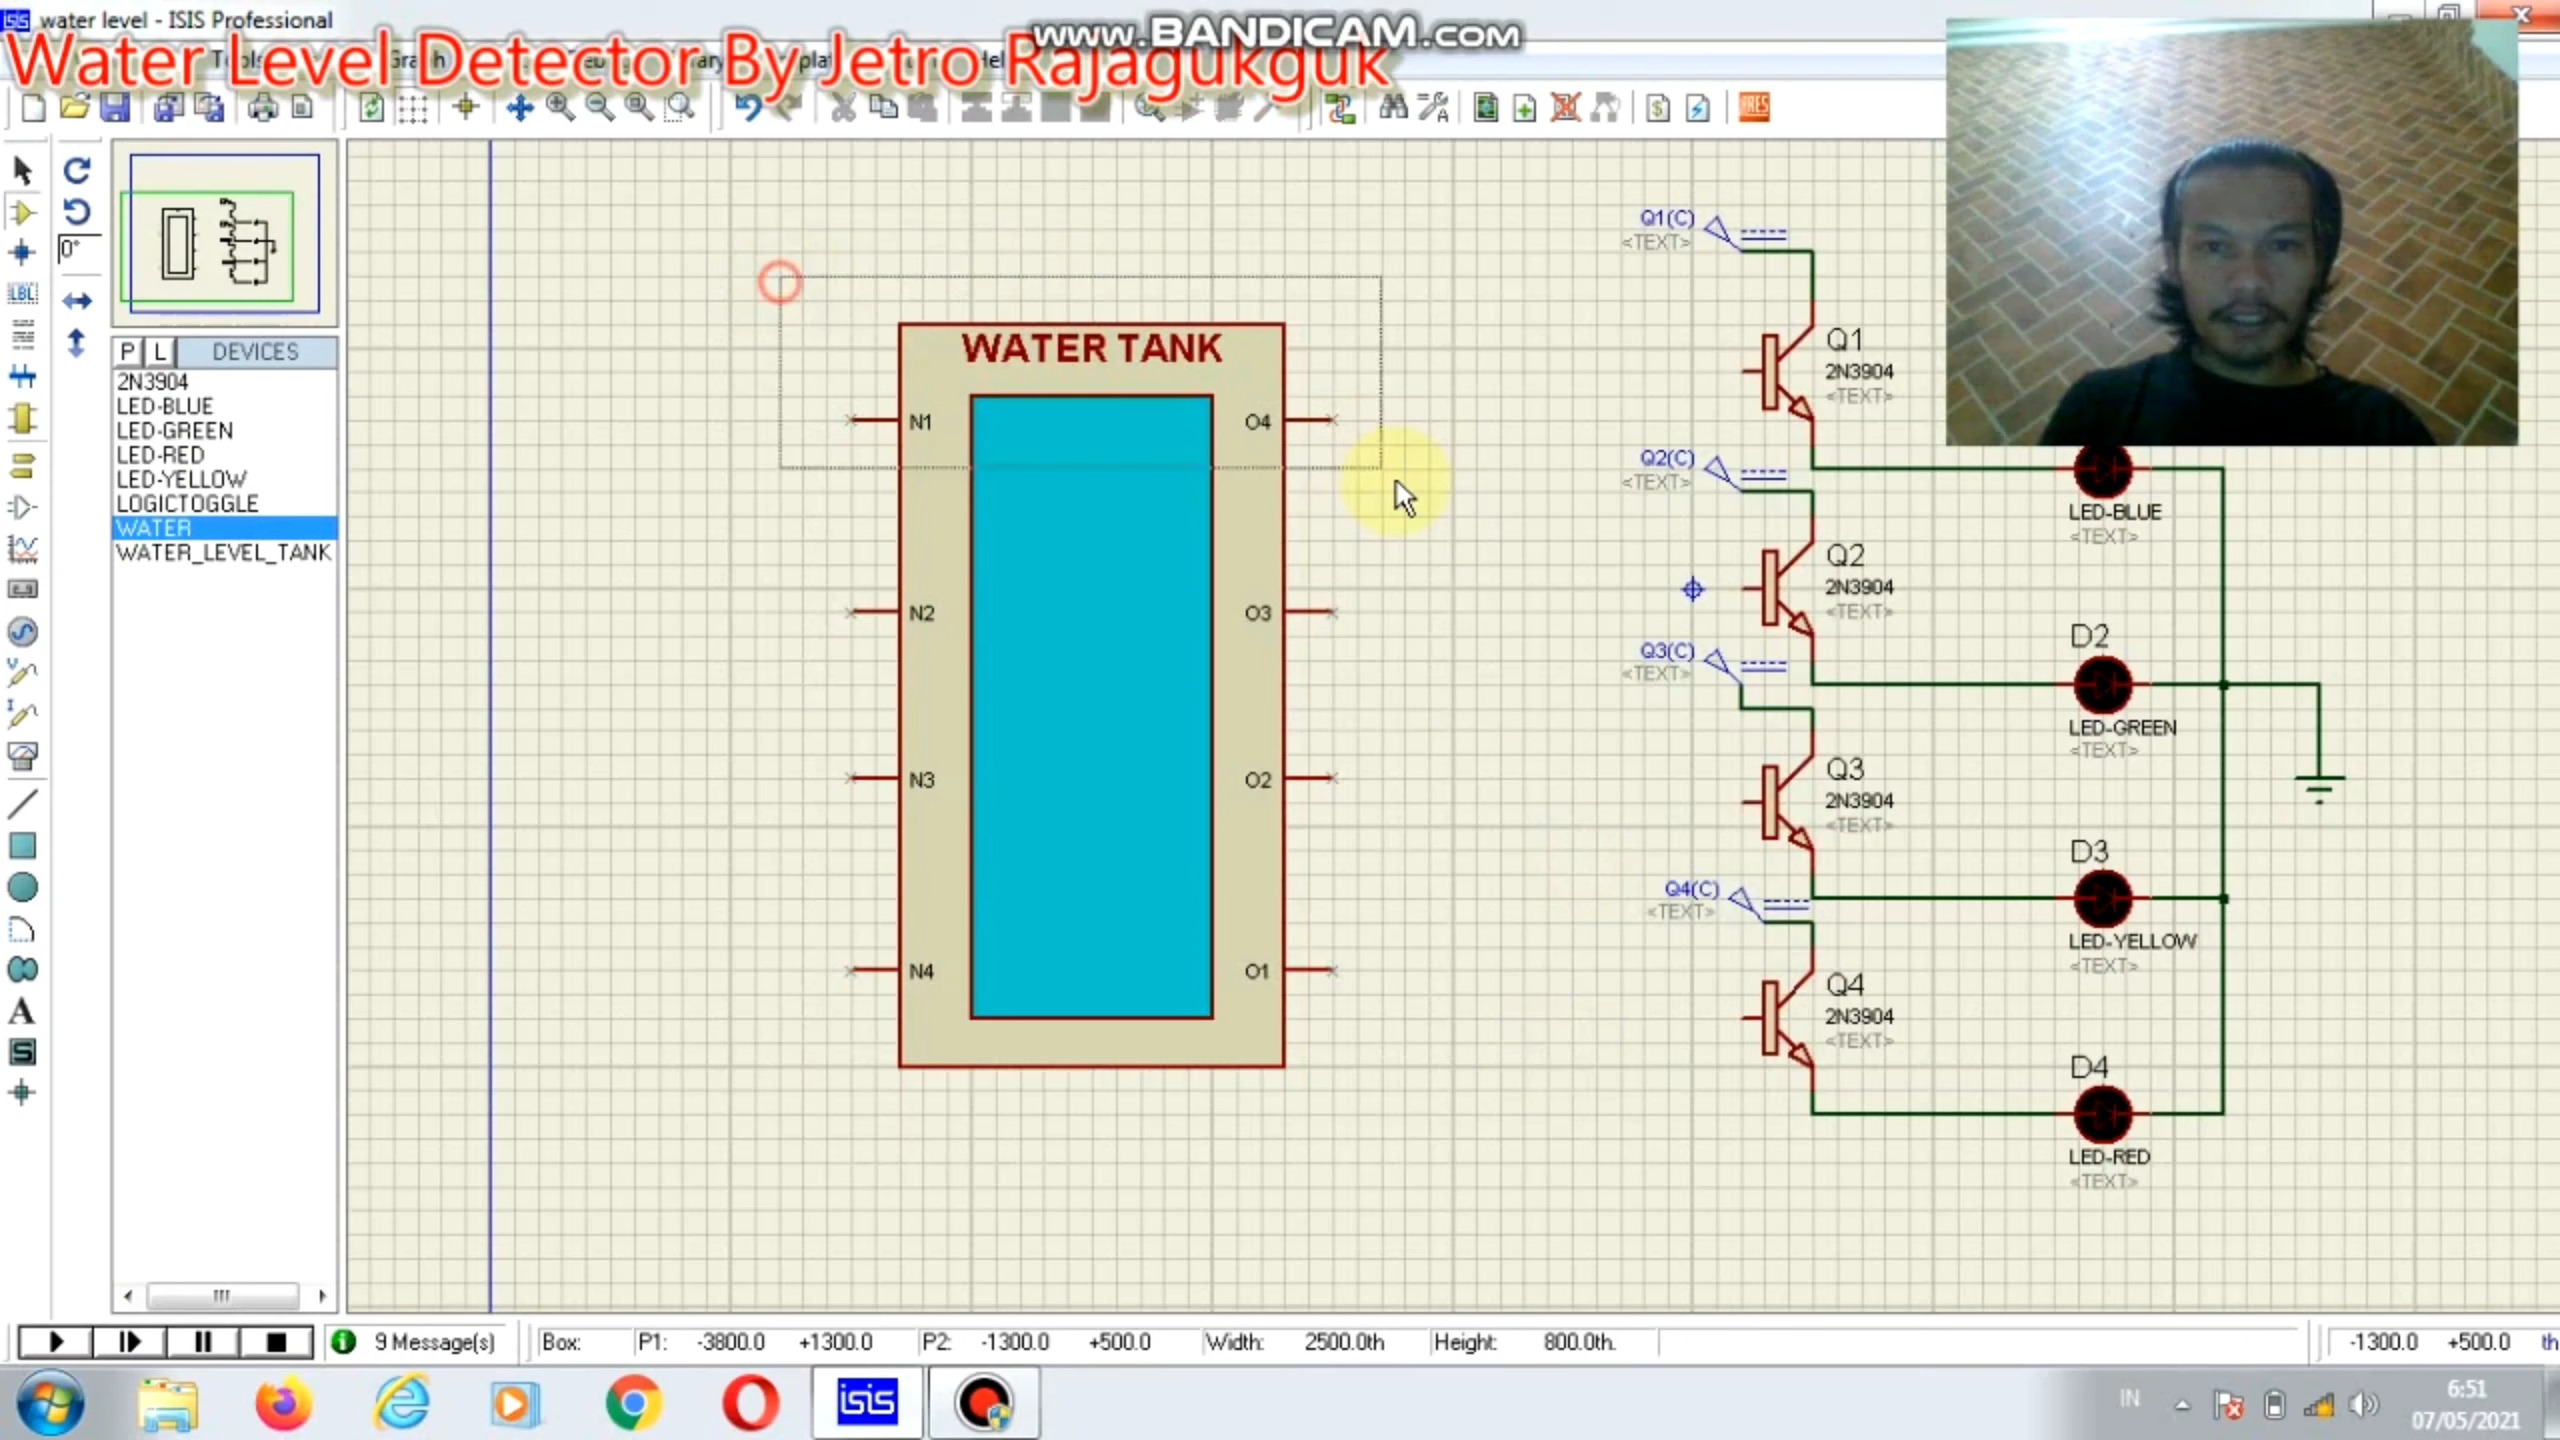 water level - ISIS Professional
www.BANDICAM.com
Water Level Detector By Jetro Rajagukguk
0°
LBL
P L DEVICES
2N3904
LED-BLUE
LED-GREEN
LED-RED
LED-YELLOW
LOGICTOGGLE
WATER
WATER_LEVEL_TANK
A
S
WATER TANK
N1
N2
N3
N4
O4
O3
O2
O1
Q1(C)
<TEXT>
Q1
2N3904
<TEXT>
Q2(C)
<TEXT>
LED-BLUE
<TEXT>
Q2
2N3904
<TEXT>
D2
Q3(C)
<TEXT>
LED-GREEN
<TEXT>
Q3
2N3904
<TEXT>
D3
Q4(C)
<TEXT>
LED-YELLOW
<TEXT>
Q4
2N3904
<TEXT>
D4
LED-RED
<TEXT>
9 Message(s) Box: P1: -3800.0 +1300.0 P2: -1300.0 +500.0 Width: 2500.0th Height: 800.0th. -1300.0 +500.0 th
isis
IN
6:51
07/05/2021